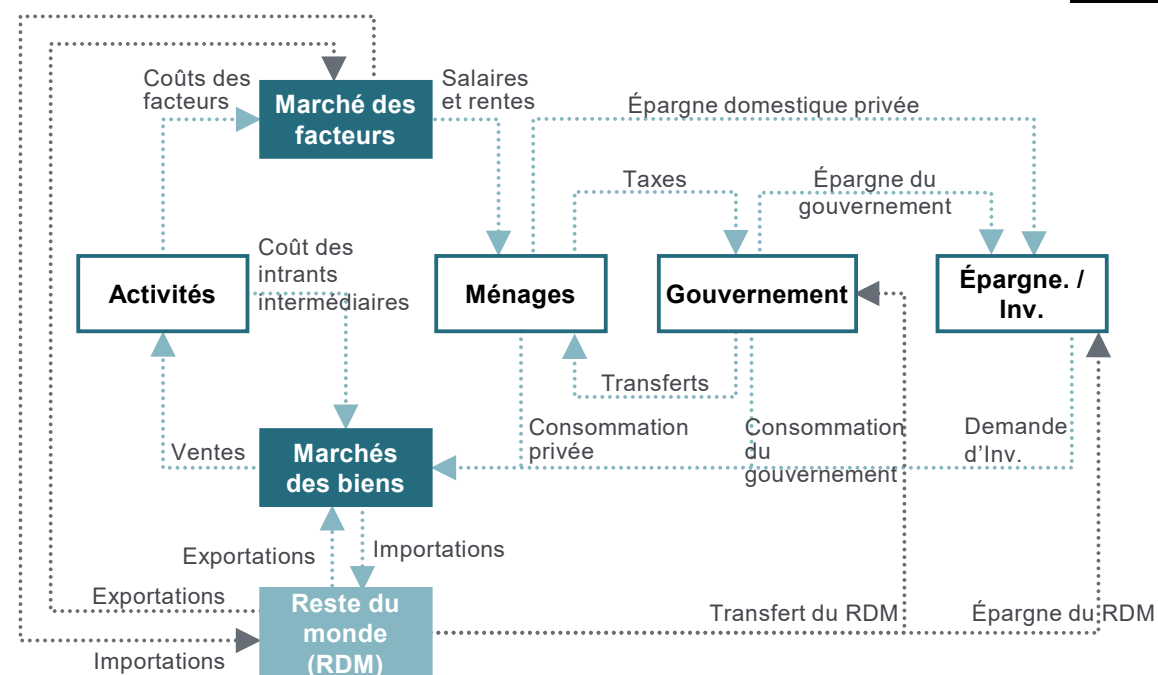 Coûts des
facteurs
Marché des
facteurs
Salaires
et rentes
Épargne domestique privée
Taxes
Épargne du
gouvernement
Coût des
intrants
intermédiaires
Activités
Ménages
Gouvernement
Épargne. /
Inv.
Transferts
Ventes
Marchés
des biens
Consommation
privée
Consommation
du
gouvernement
Demande
d’Inv.
Exportations
Importations
Exportations
Reste du
monde
(RDM)
Importations
Transfert du RDM
Épargne du RDM